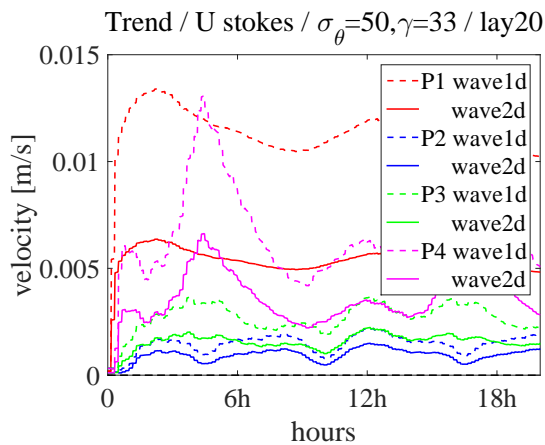 Trend / U stokes / σθ=50,γ=33 / lay20
0.015
0.01
0.005
0
velocity [m/s]
P1 wave1d
wave2d
P2 wave1d
wave2d
P3 wave1d
wave2d
P4 wave1d
wave2d
0 6h 12h 18h
hours